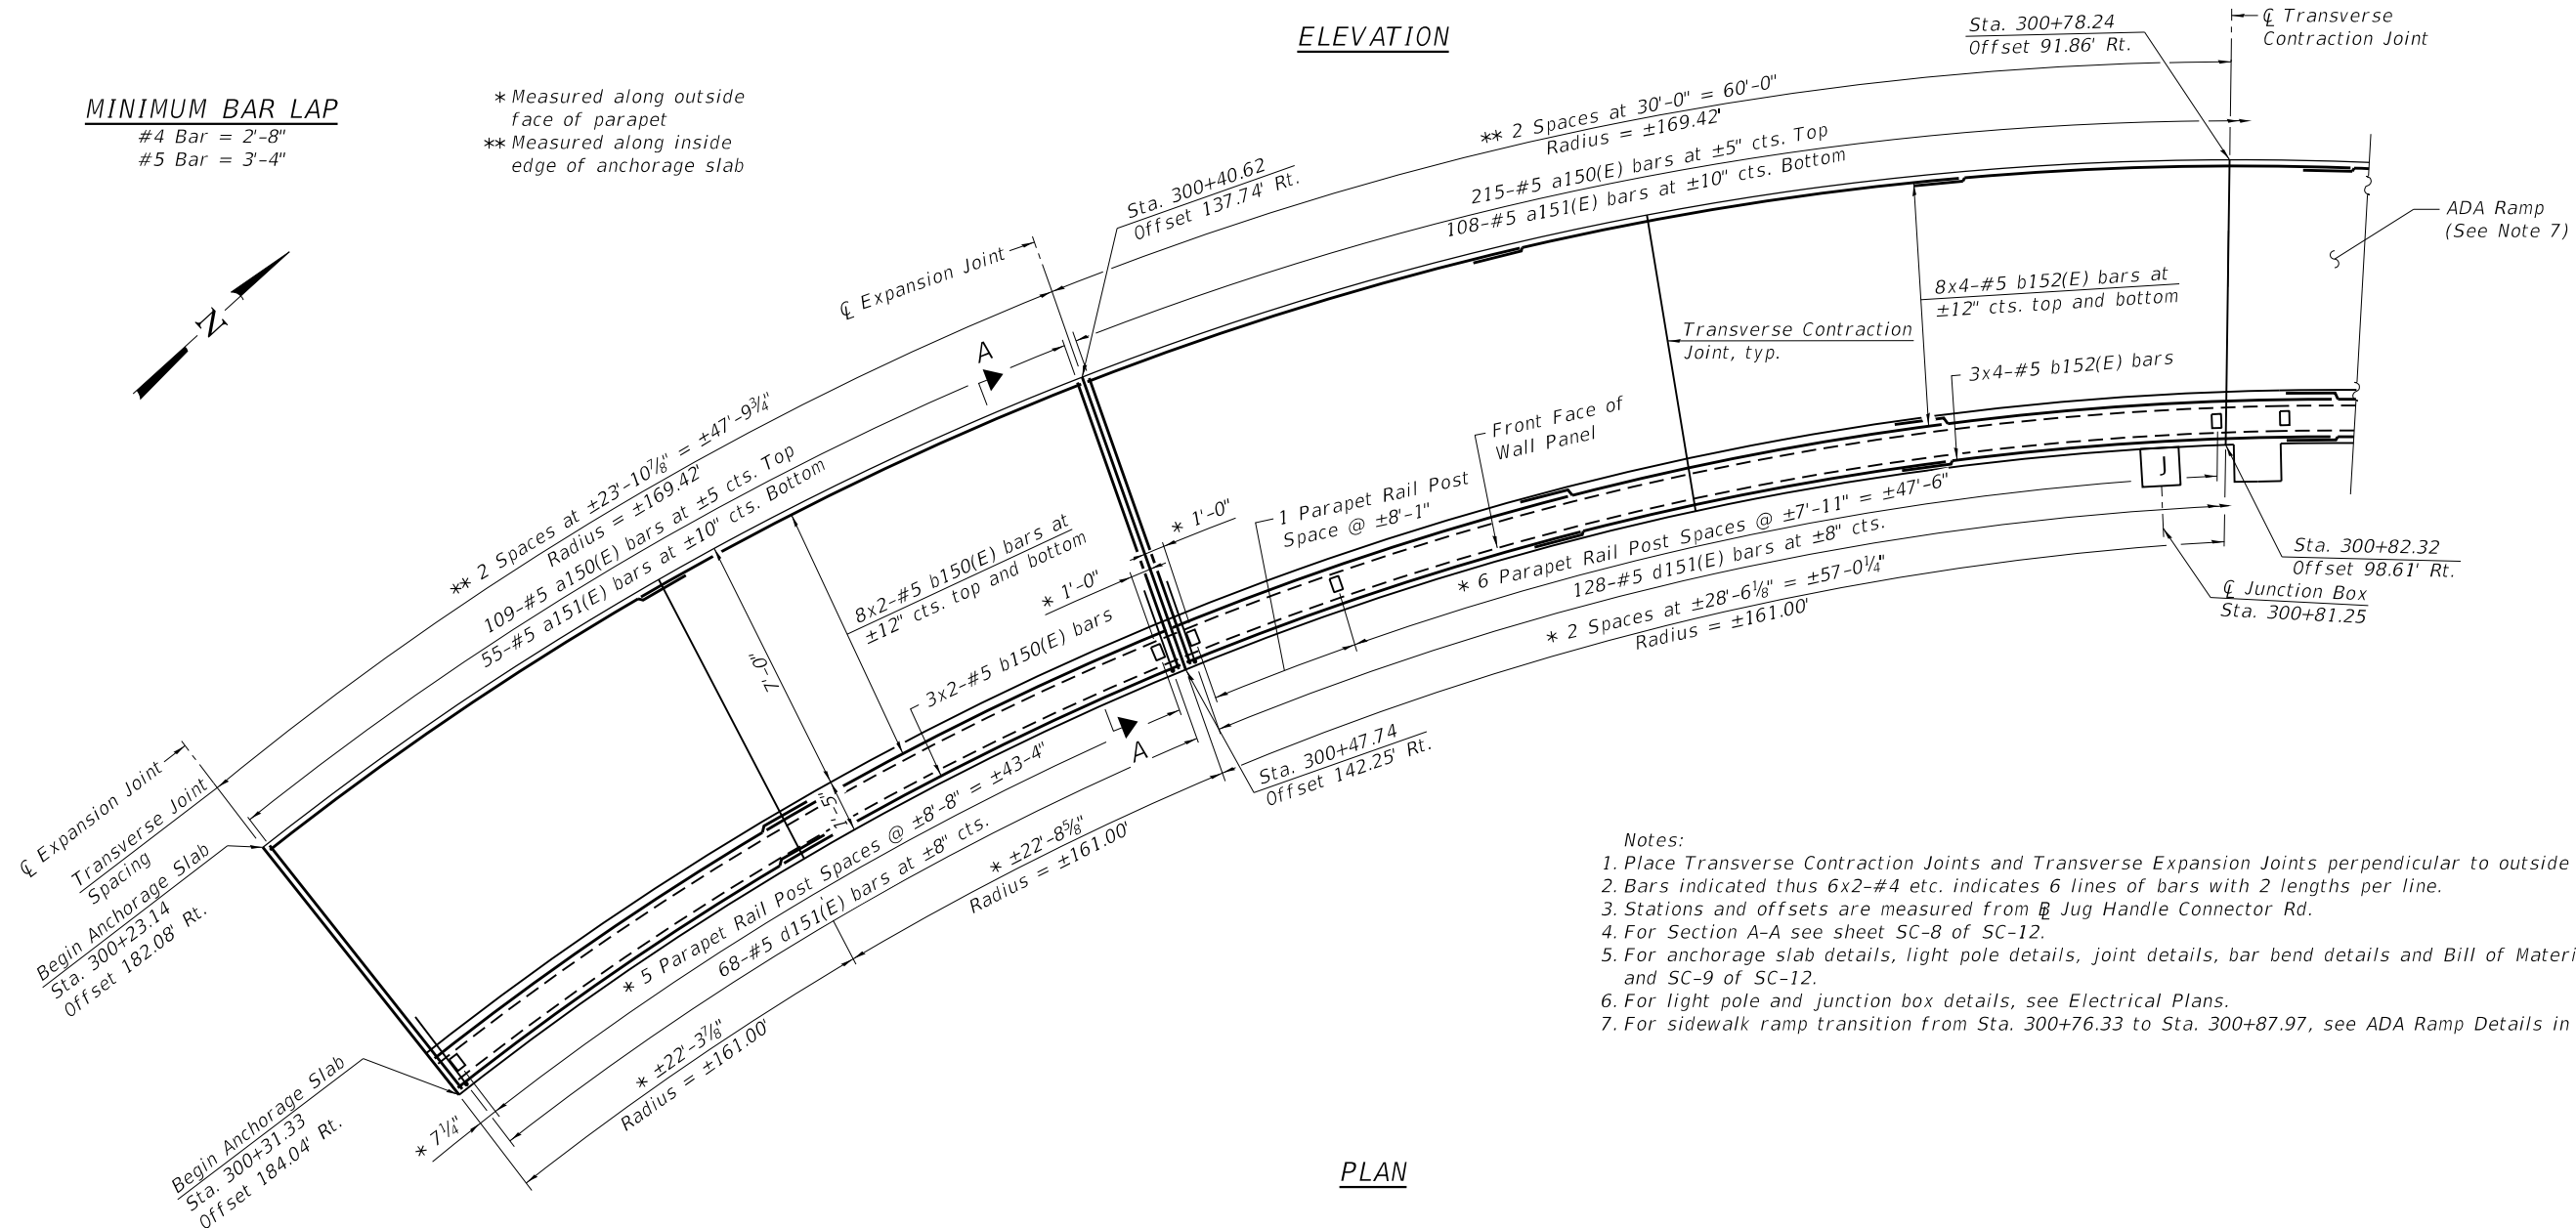 ELEVATION
MINIMUM BAR LAP
#4 Bar = 2'-8"
#5 Bar = 3'-4"
* Measured along outside
face of parapet
** Measured along inside
edge of anchorage slab
N
Sta. 300+78.24
Offset 91.86' Rt.
℄ Transverse
Contraction Joint
** 2 Spaces at 30'-0" = 60'-0"
Radius = ±169.42'
215-#5 a150(E) bars at ±5" cts. Top
108-#5 a151(E) bars at ±10" cts. Bottom
Sta. 300+40.62
Offset 137.74' Rt.
℄ Expansion Joint
A
ADA Ramp
(See Note 7)
8x4-#5 b152(E) bars at
±12" cts. top and bottom
Transverse Contraction
Joint, typ.
3x4-#5 b152(E) bars
Front Face of
Wall Panel
1 Parapet Rail Post
Space @ ±8'-1"
** 2 Spaces at ±23'-10⅞" = ±47'-9¾"
Radius = ±169.42'
109-#5 a150(E) bars at ±5 cts. Top
55-#5 a151(E) bars at ±10" cts. Bottom
8x2-#5 b150(E) bars at
±12" cts. top and bottom
* 1'-0"
* 1'-0"
3x2-#5 b150(E) bars
7'-0"
1'-5"
J
* 6 Parapet Rail Post Spaces @ ±7'-11" = ±47'-6"
128-#5 d151(E) bars at ±8" cts.
* 2 Spaces at ±28'-6⅛" = ±57-0¼"
Radius = ±161.00'
Sta. 300+82.32
Offset 98.61' Rt.
℄ Junction Box
Sta. 300+81.25
A
Sta. 300+47.74
Offset 142.25' Rt.
℄ Expansion Joint
Transverse Joint
Spacing
Begin Anchorage Slab
Sta. 300+23.14
Offset 182.08' Rt.
* 5 Parapet Rail Post Spaces @ ±8'-8" = ±43-4"
68-#5 d151(E) bars at ±8" cts.
* ±22'-8⅝"
Radius = ±161.00'
* ±22'-3⅞"
Radius = ±161.00'
* 7¼"
Begin Anchorage Slab
Sta. 300+31.33
Offset 184.04' Rt.
Notes:
1. Place Transverse Contraction Joints and Transverse Expansion Joints perpendicular to outside
2. Bars indicated thus 6x2-#4 etc. indicates 6 lines of bars with 2 lengths per line.
3. Stations and offsets are measured from ℄ Jug Handle Connector Rd.
4. For Section A-A see sheet SC-8 of SC-12.
5. For anchorage slab details, light pole details, joint details, bar bend details and Bill of Materi
and SC-9 of SC-12.
6. For light pole and junction box details, see Electrical Plans.
7. For sidewalk ramp transition from Sta. 300+76.33 to Sta. 300+87.97, see ADA Ramp Details in
PLAN